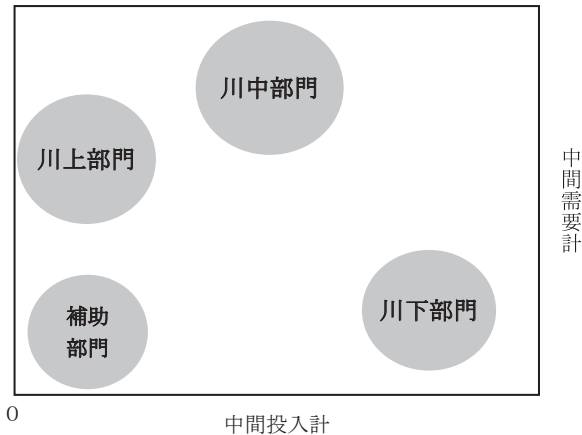 川中部門
川上部門
中間需要計
川下部門
補助
部門
0
中間投入計